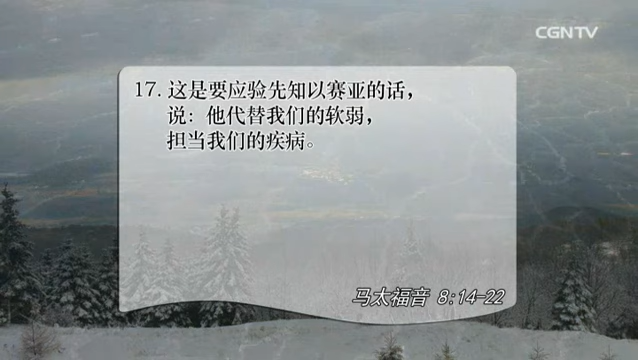 CGNTV
17. 这是要应验先知以赛亚的话，
说：他代替我们的软弱，
担当我们的疾病。
马太福音 8:14-22